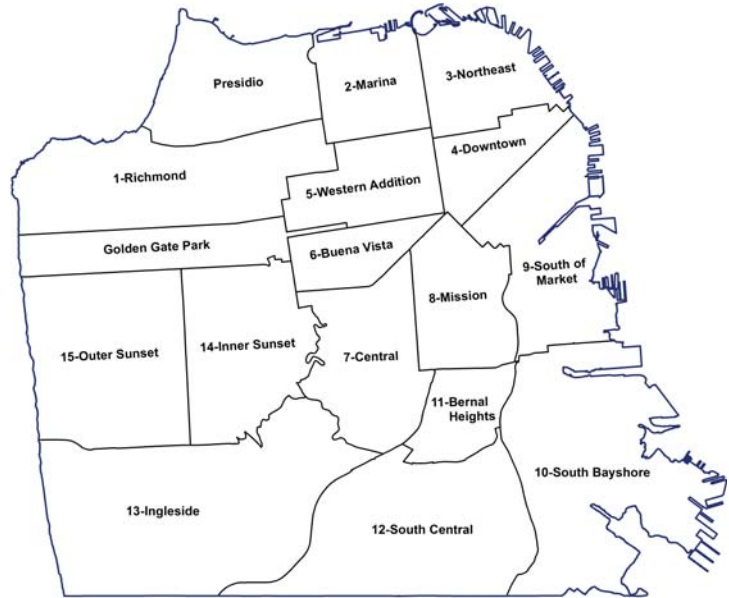 Presidio
2-Marina
3-Northeast
4-Downtown
1-Richmond
5-Western Addition
Golden Gate Park
6-Buena Vista
9-South of
Market
8-Mission
15-Outer Sunset
14-Inner Sunset
7-Central
11-Bernal
Heights
10-South Bayshore
13-Ingleside
12-South Central